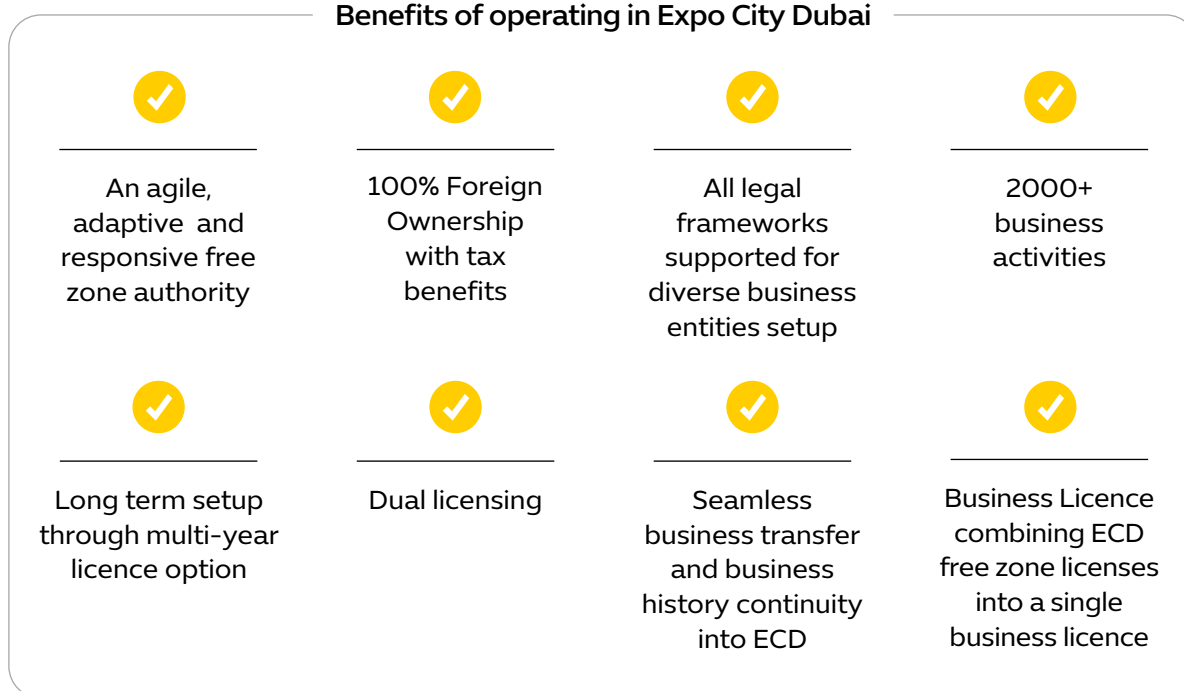 Benefits of operating in Expo City Dubai
An agile,
adaptive and
responsive free
zone authority
100% Foreign
Ownership
with tax
benefits
All legal
frameworks
supported for
diverse business
entities setup
2000+
business
activities
Long term setup
through multi-year
licence option
Dual licensing
Seamless
business transfer
and business
history continuity
into ECD
Business Licence
combining ECD
free zone licenses
into a single
business licence